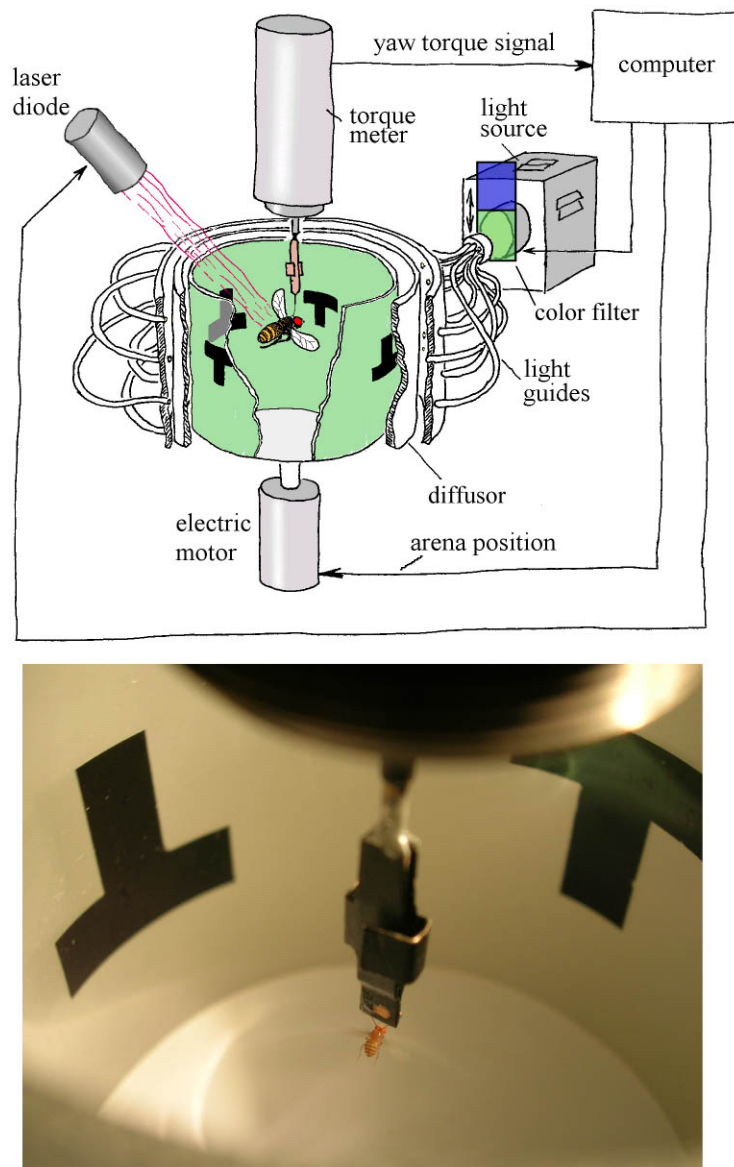 yaw torque signal
computer
laser
diode
torque
meter
light
source
color filter
light
guides
diffusor
electric
motor
arena position